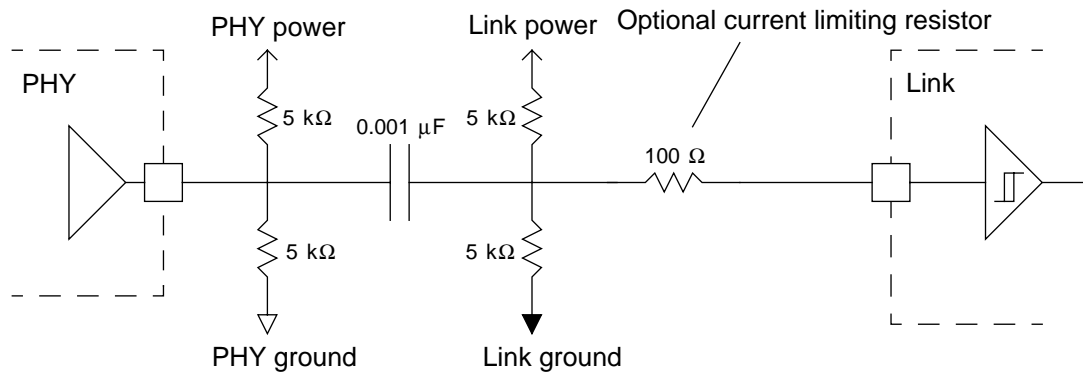 Optional current limiting resistor
PHY power
Link power
PHY
Link
5 kΩ
0.001 μF
5 kΩ
100 Ω
5 kΩ
5 kΩ
PHY ground
Link ground